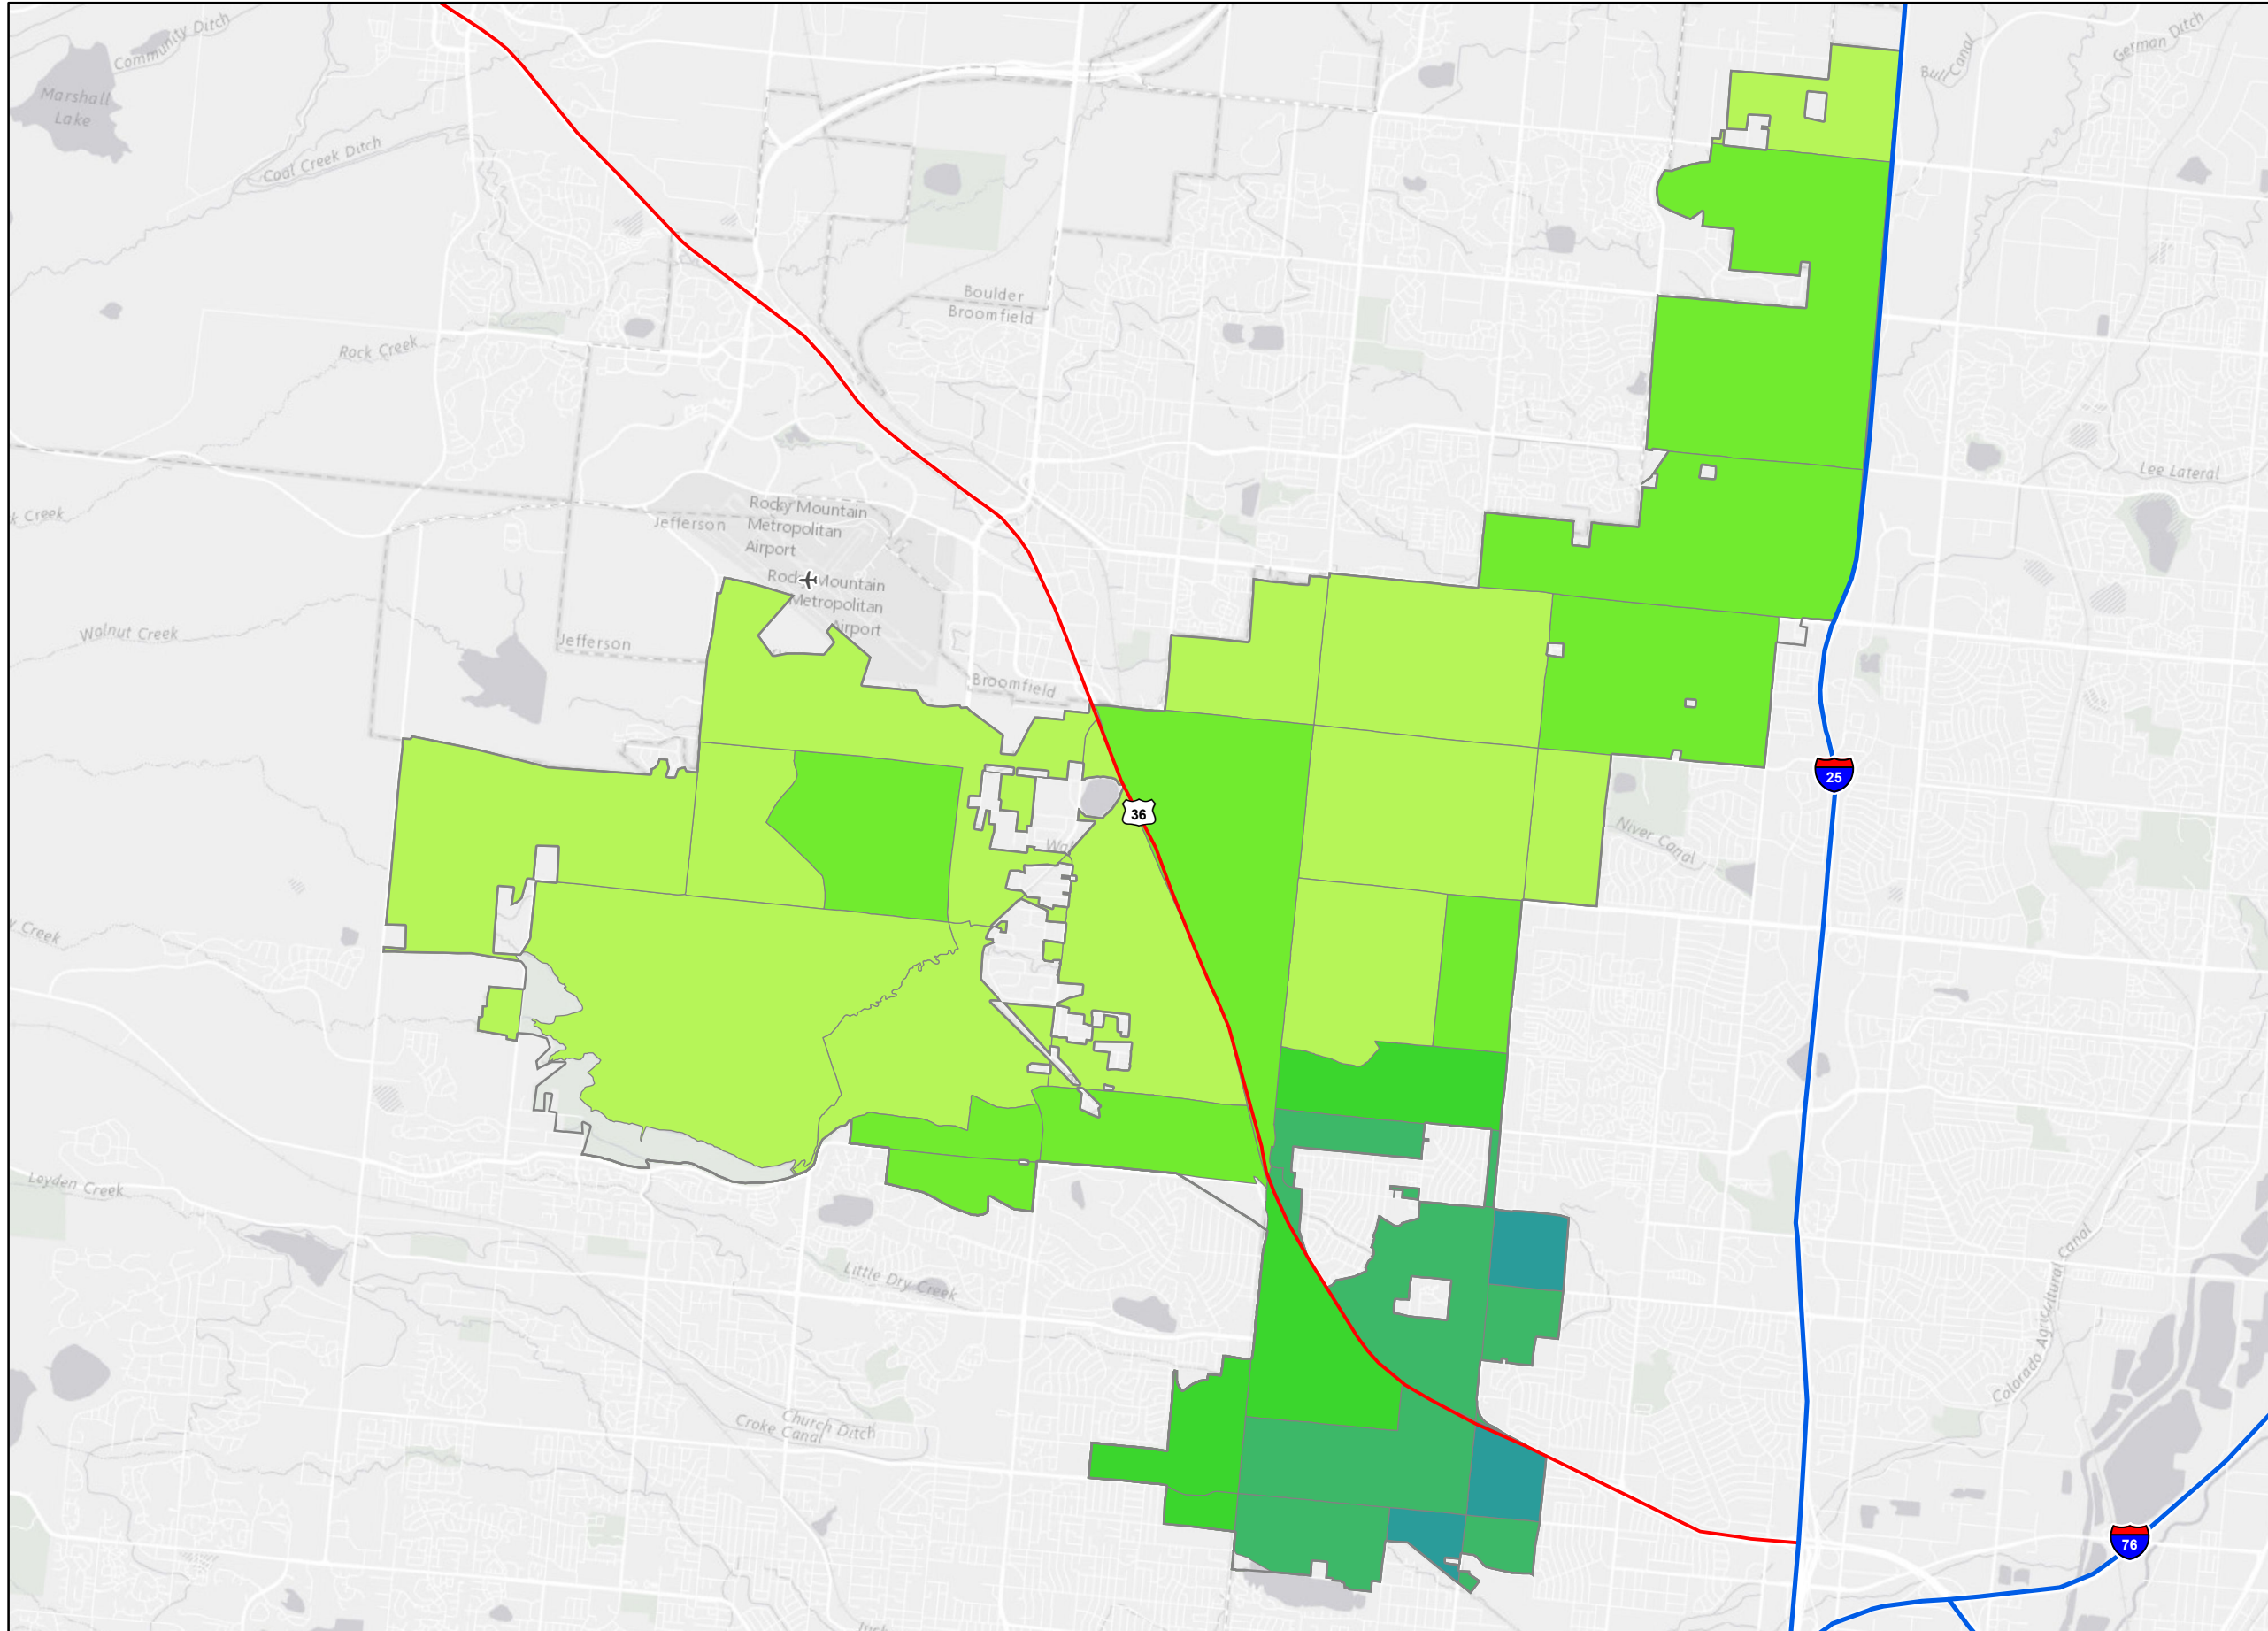 Community Ditch
German Ditch
Bull Canal
Marshall
Lake
Coal Creek Ditch
Boulder
Broomfield
Rock Creek
Lee Lateral
Rocky Mountain
Metropolitan
Airport
k Creek
Jefferson
Rocky Mountain
Metropolitan
Airport
Walnut Creek
Jefferson
Broomfield
25
36
Niver Canal
Wal
y Creek
Leyden Creek
Little Dry Creek
Colorado Agricultural Canal
Church Ditch
Croke Canal
76